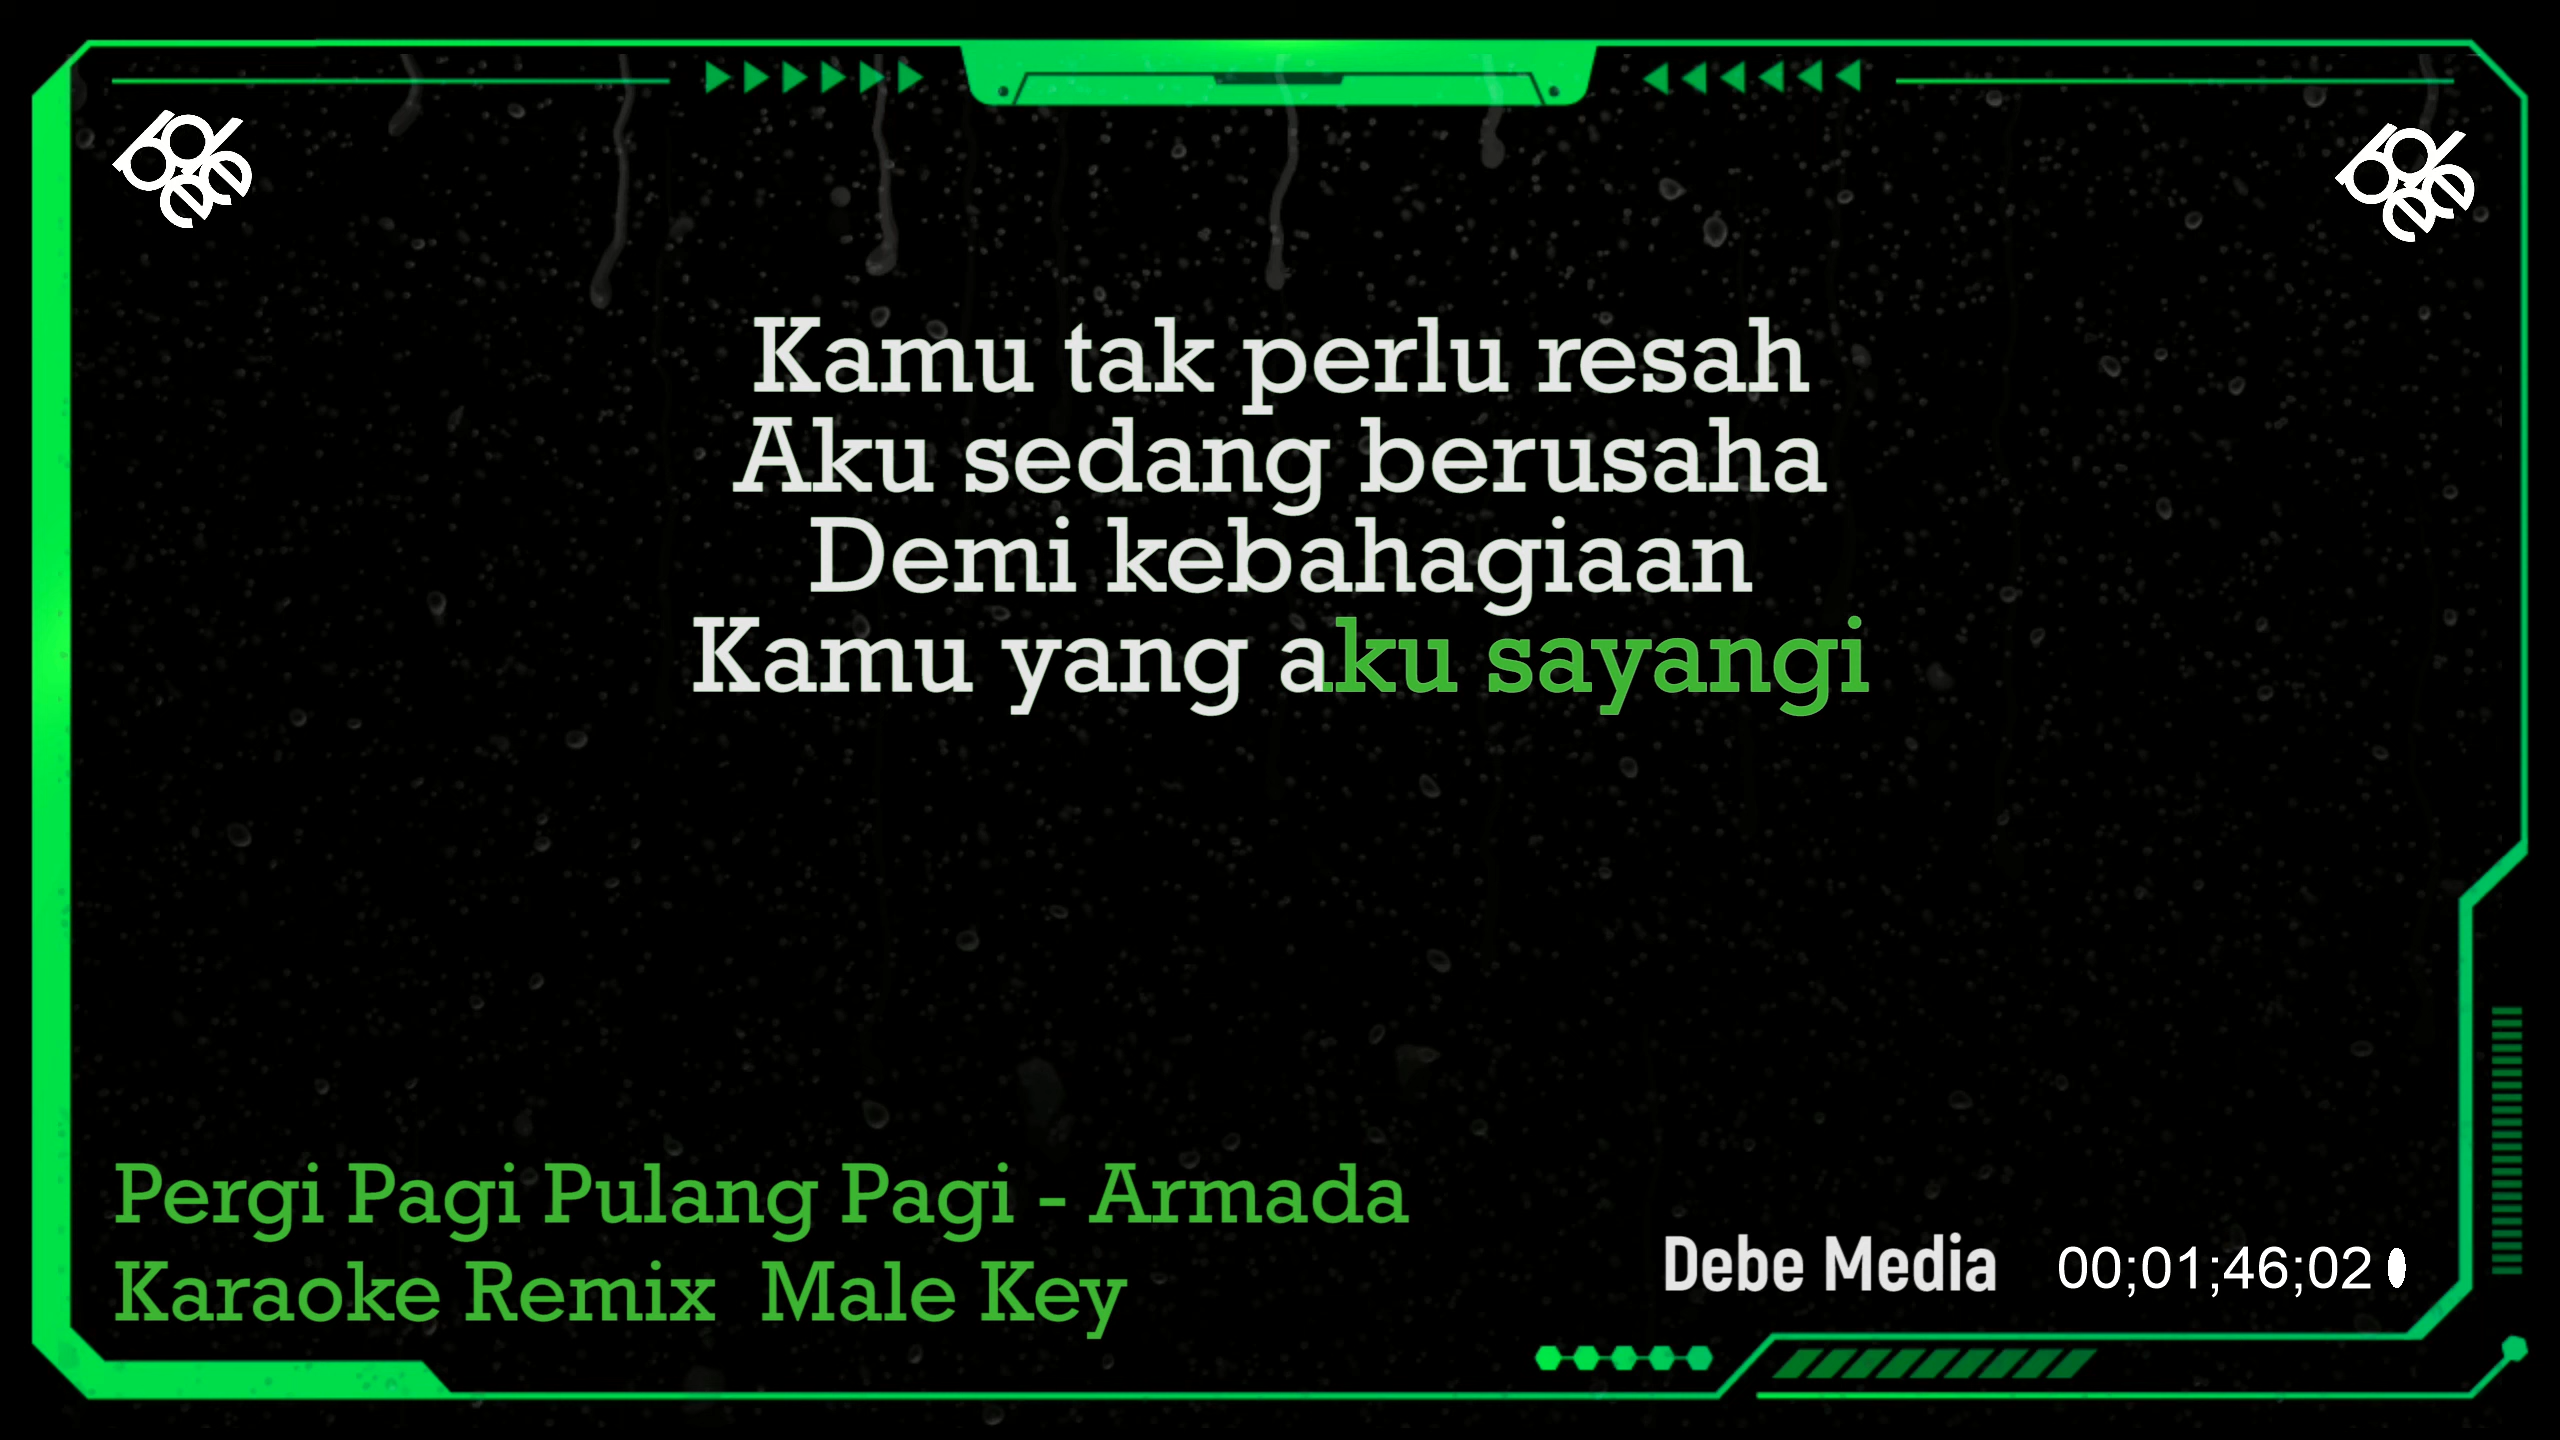 Kamu tak perlu resah
Aku sedang berusaha
Demi kebahagiaan
Kamu yang aku sayangi
Pergi Pagi Pulang Pagi - Armada
Karaoke Remix  Male Key
Debe Media
00;01;46;02